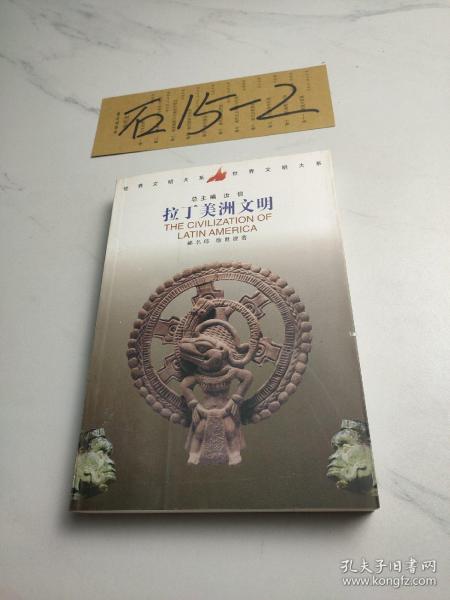 石15-2
世界文明大系 世界文明大系
总主编 汝信
拉丁美洲文明
THE CIVILIZATION OF
LATIN AMERICA
郝名玮 徐世澄 著
孔夫子旧书网
www.kongfz.com